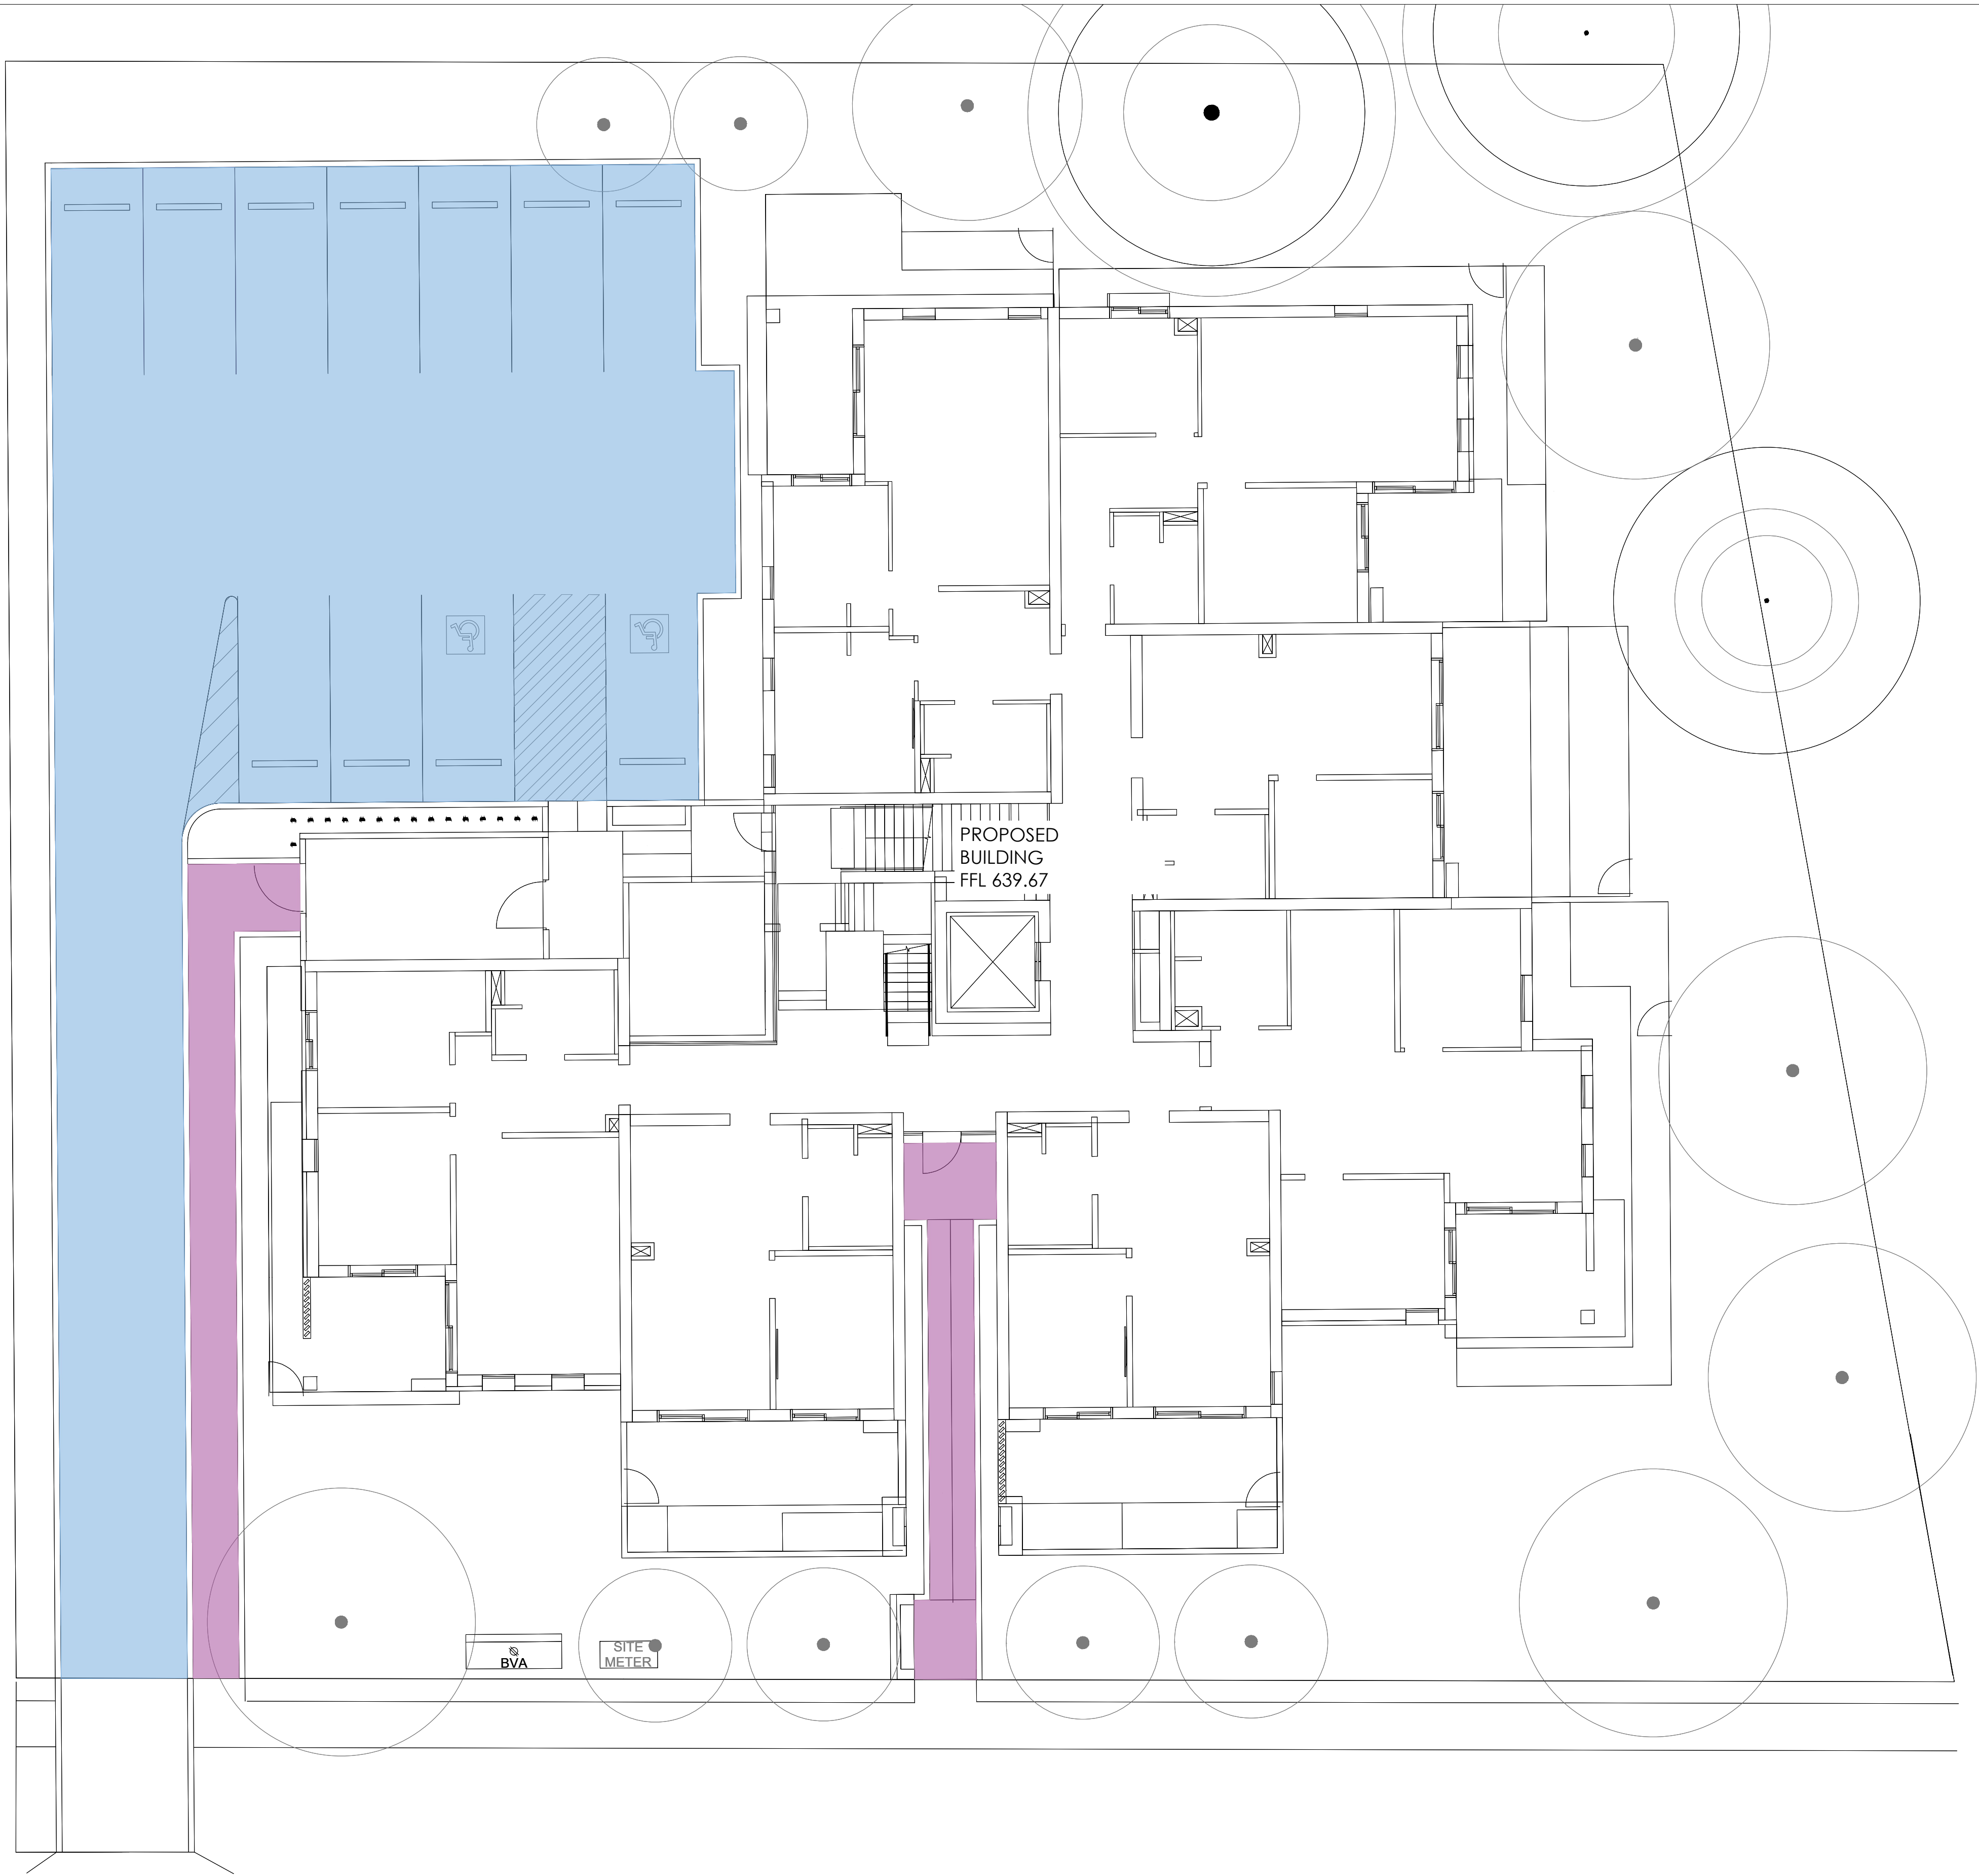 PROPOSED
BUILDING
FFL 639.67
BVA
SITE
METER